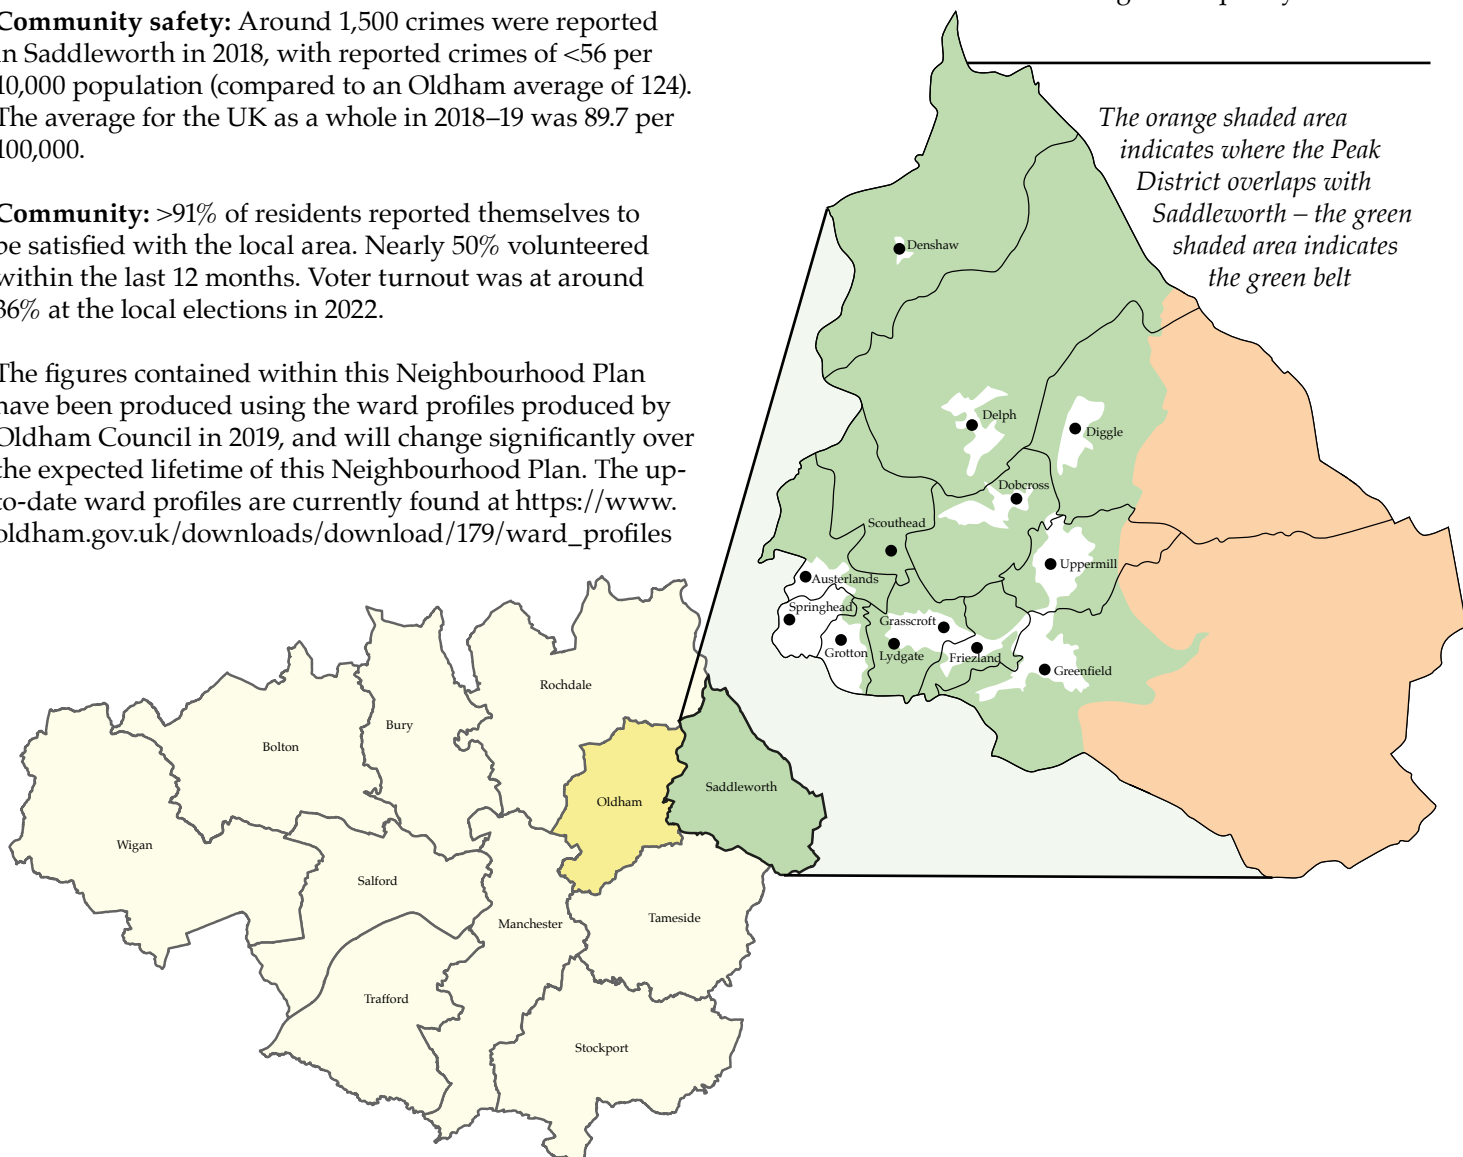 Community safety: Around 1,500 crimes were reported
in Saddleworth in 2018, with reported crimes of <56 per
10,000 population (compared to an Oldham average of 124).
The average for the UK as a whole in 2018–19 was 89.7 per
100,000.
Community: >91% of residents reported themselves to
be satisfied with the local area. Nearly 50% volunteered
within the last 12 months. Voter turnout was at around
36% at the local elections in 2022.
The figures contained within this Neighbourhood Plan
have been produced using the ward profiles produced by
Oldham Council in 2019, and will change significantly over
the expected lifetime of this Neighbourhood Plan. The up-
to-date ward profiles are currently found at https://www.
oldham.gov.uk/downloads/download/179/ward_profiles
The orange shaded area
indicates where the Peak
District overlaps with
Saddleworth – the green
shaded area indicates
the green belt
Denshaw
Delph
Diggle
Dobcross
Scouthead
Uppermill
Austerlands
Springhead
Grasscroft
Grotton
Lydgate
Friezland
Greenfield
Rochdale
Bury
Bolton
Saddleworth
Oldham
Wigan
Salford
Manchester
Tameside
Trafford
Stockport